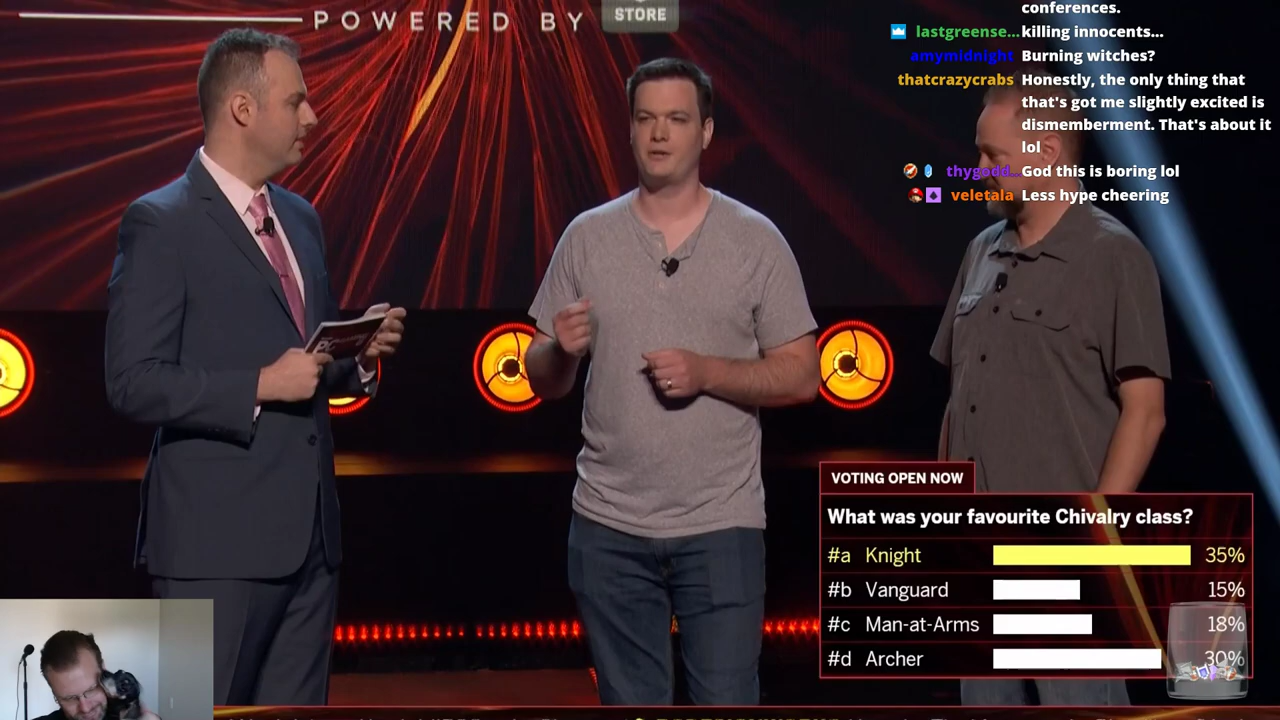 POWERED BY
STORE
conferences.
lastgreense... killing innocents...
amymidnight Burning witches?
thatcrazycrabs Honestly, the only thing that
that's got me slightly excited is
dismemberment. That's about it
lol
thygodd... God this is boring lol
veletala Less hype cheering
PC
VOTING OPEN NOW
What was your favourite Chivalry class?
#a Knight 35%
#b Vanguard 15%
#c Man-at-Arms 18%
#d Archer 30%